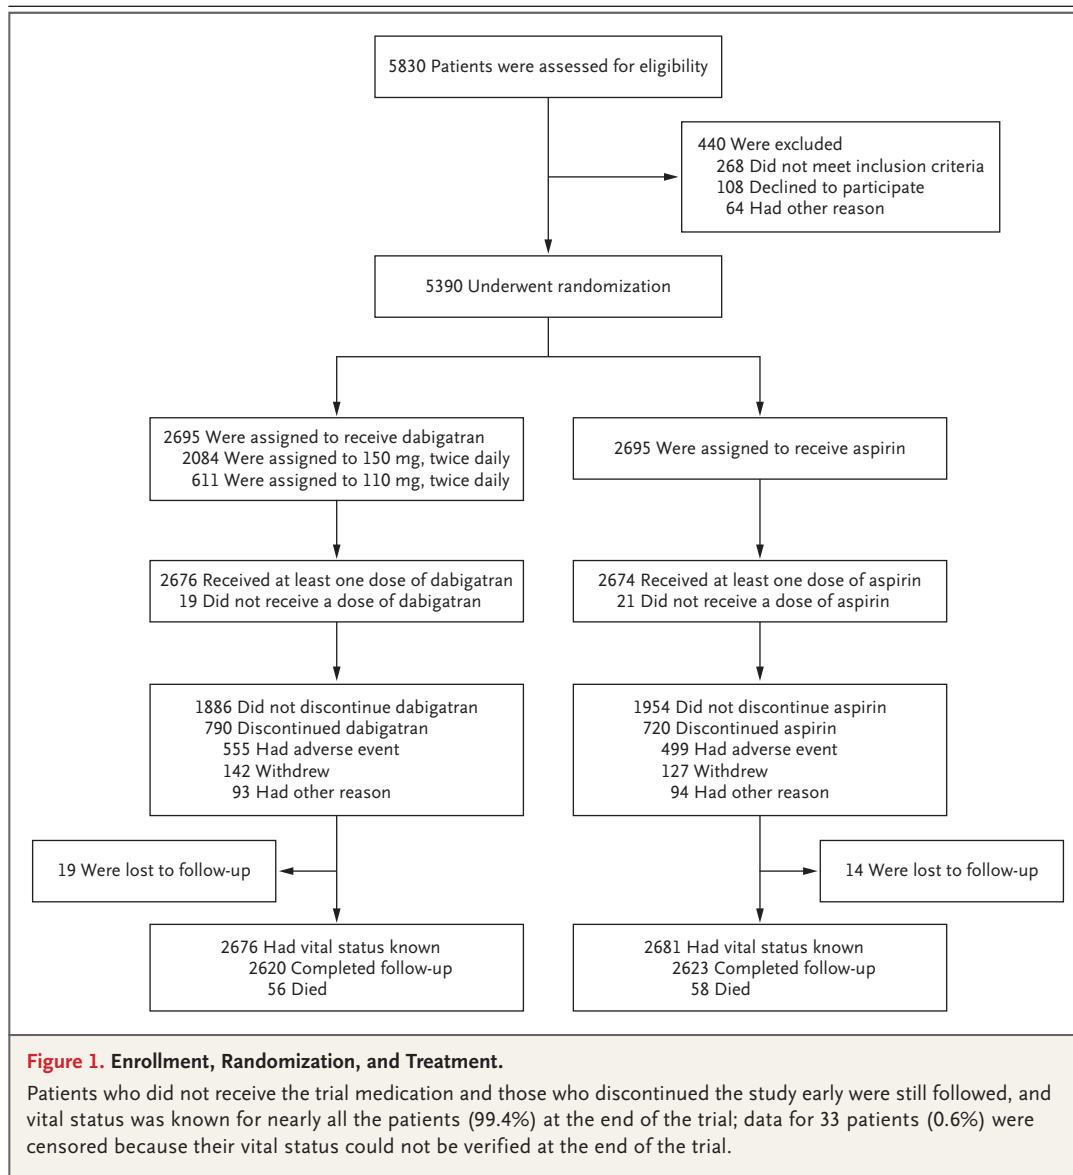 5830 Patients were assessed for eligibility
440 Were excluded
268 Did not meet inclusion criteria
108 Declined to participate
64 Had other reason
5390 Underwent randomization
2695 Were assigned to receive dabigatran
2084 Were assigned to 150 mg, twice daily
611 Were assigned to 110 mg, twice daily
2695 Were assigned to receive aspirin
2676 Received at least one dose of dabigatran
19 Did not receive a dose of dabigatran
2674 Received at least one dose of aspirin
21 Did not receive a dose of aspirin
1886 Did not discontinue dabigatran
790 Discontinued dabigatran
555 Had adverse event
142 Withdrew
93 Had other reason
1954 Did not discontinue aspirin
720 Discontinued aspirin
499 Had adverse event
127 Withdrew
94 Had other reason
19 Were lost to follow-up
14 Were lost to follow-up
2676 Had vital status known
2620 Completed follow-up
56 Died
2681 Had vital status known
2623 Completed follow-up
58 Died
Figure 1. Enrollment, Randomization, and Treatment.
Patients who did not receive the trial medication and those who discontinued the study early were still followed, and
vital status was known for nearly all the patients (99.4%) at the end of the trial; data for 33 patients (0.6%) were
censored because their vital status could not be verified at the end of the trial.